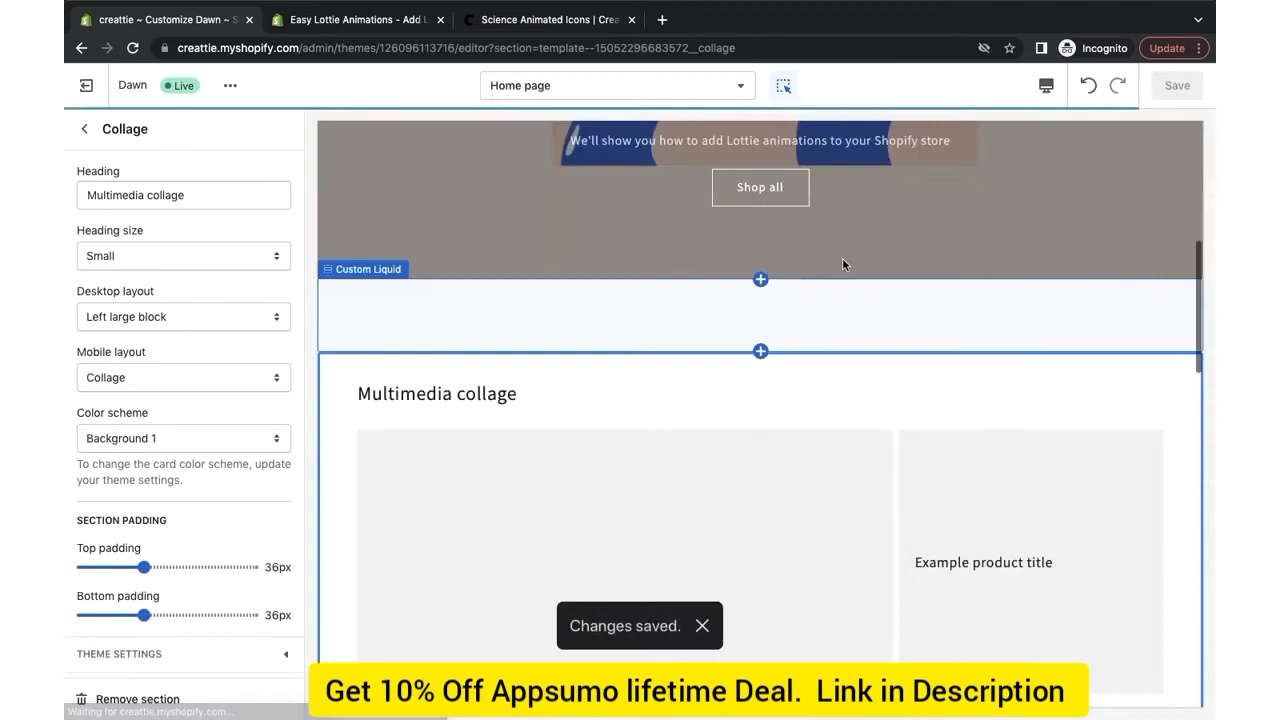 creattie ~ Customize Dawn ~ S
Easy Lottie Animations - Add L
Science Animated Icons | Crea
creattie.myshopify.com/admin/themes/126096113716/editor?section=template--15052296683572__collage
Incognito
Update
Dawn
Live
Home page
Save
Collage
Heading
Multimedia collage
Heading size
Small
Desktop layout
Left large block
Mobile layout
Collage
Color scheme
Background 1
To change the card color scheme, update
your theme settings.
SECTION PADDING
Top padding
36px
Bottom padding
36px
THEME SETTINGS
Remove section
Waiting for creattie.myshopify.com...
We'll show you how to add Lottie animations to your Shopify store
Shop all
Custom Liquid
Multimedia collage
Example product title
Changes saved.
Get 10% Off Appsumo lifetime Deal. Link in Description